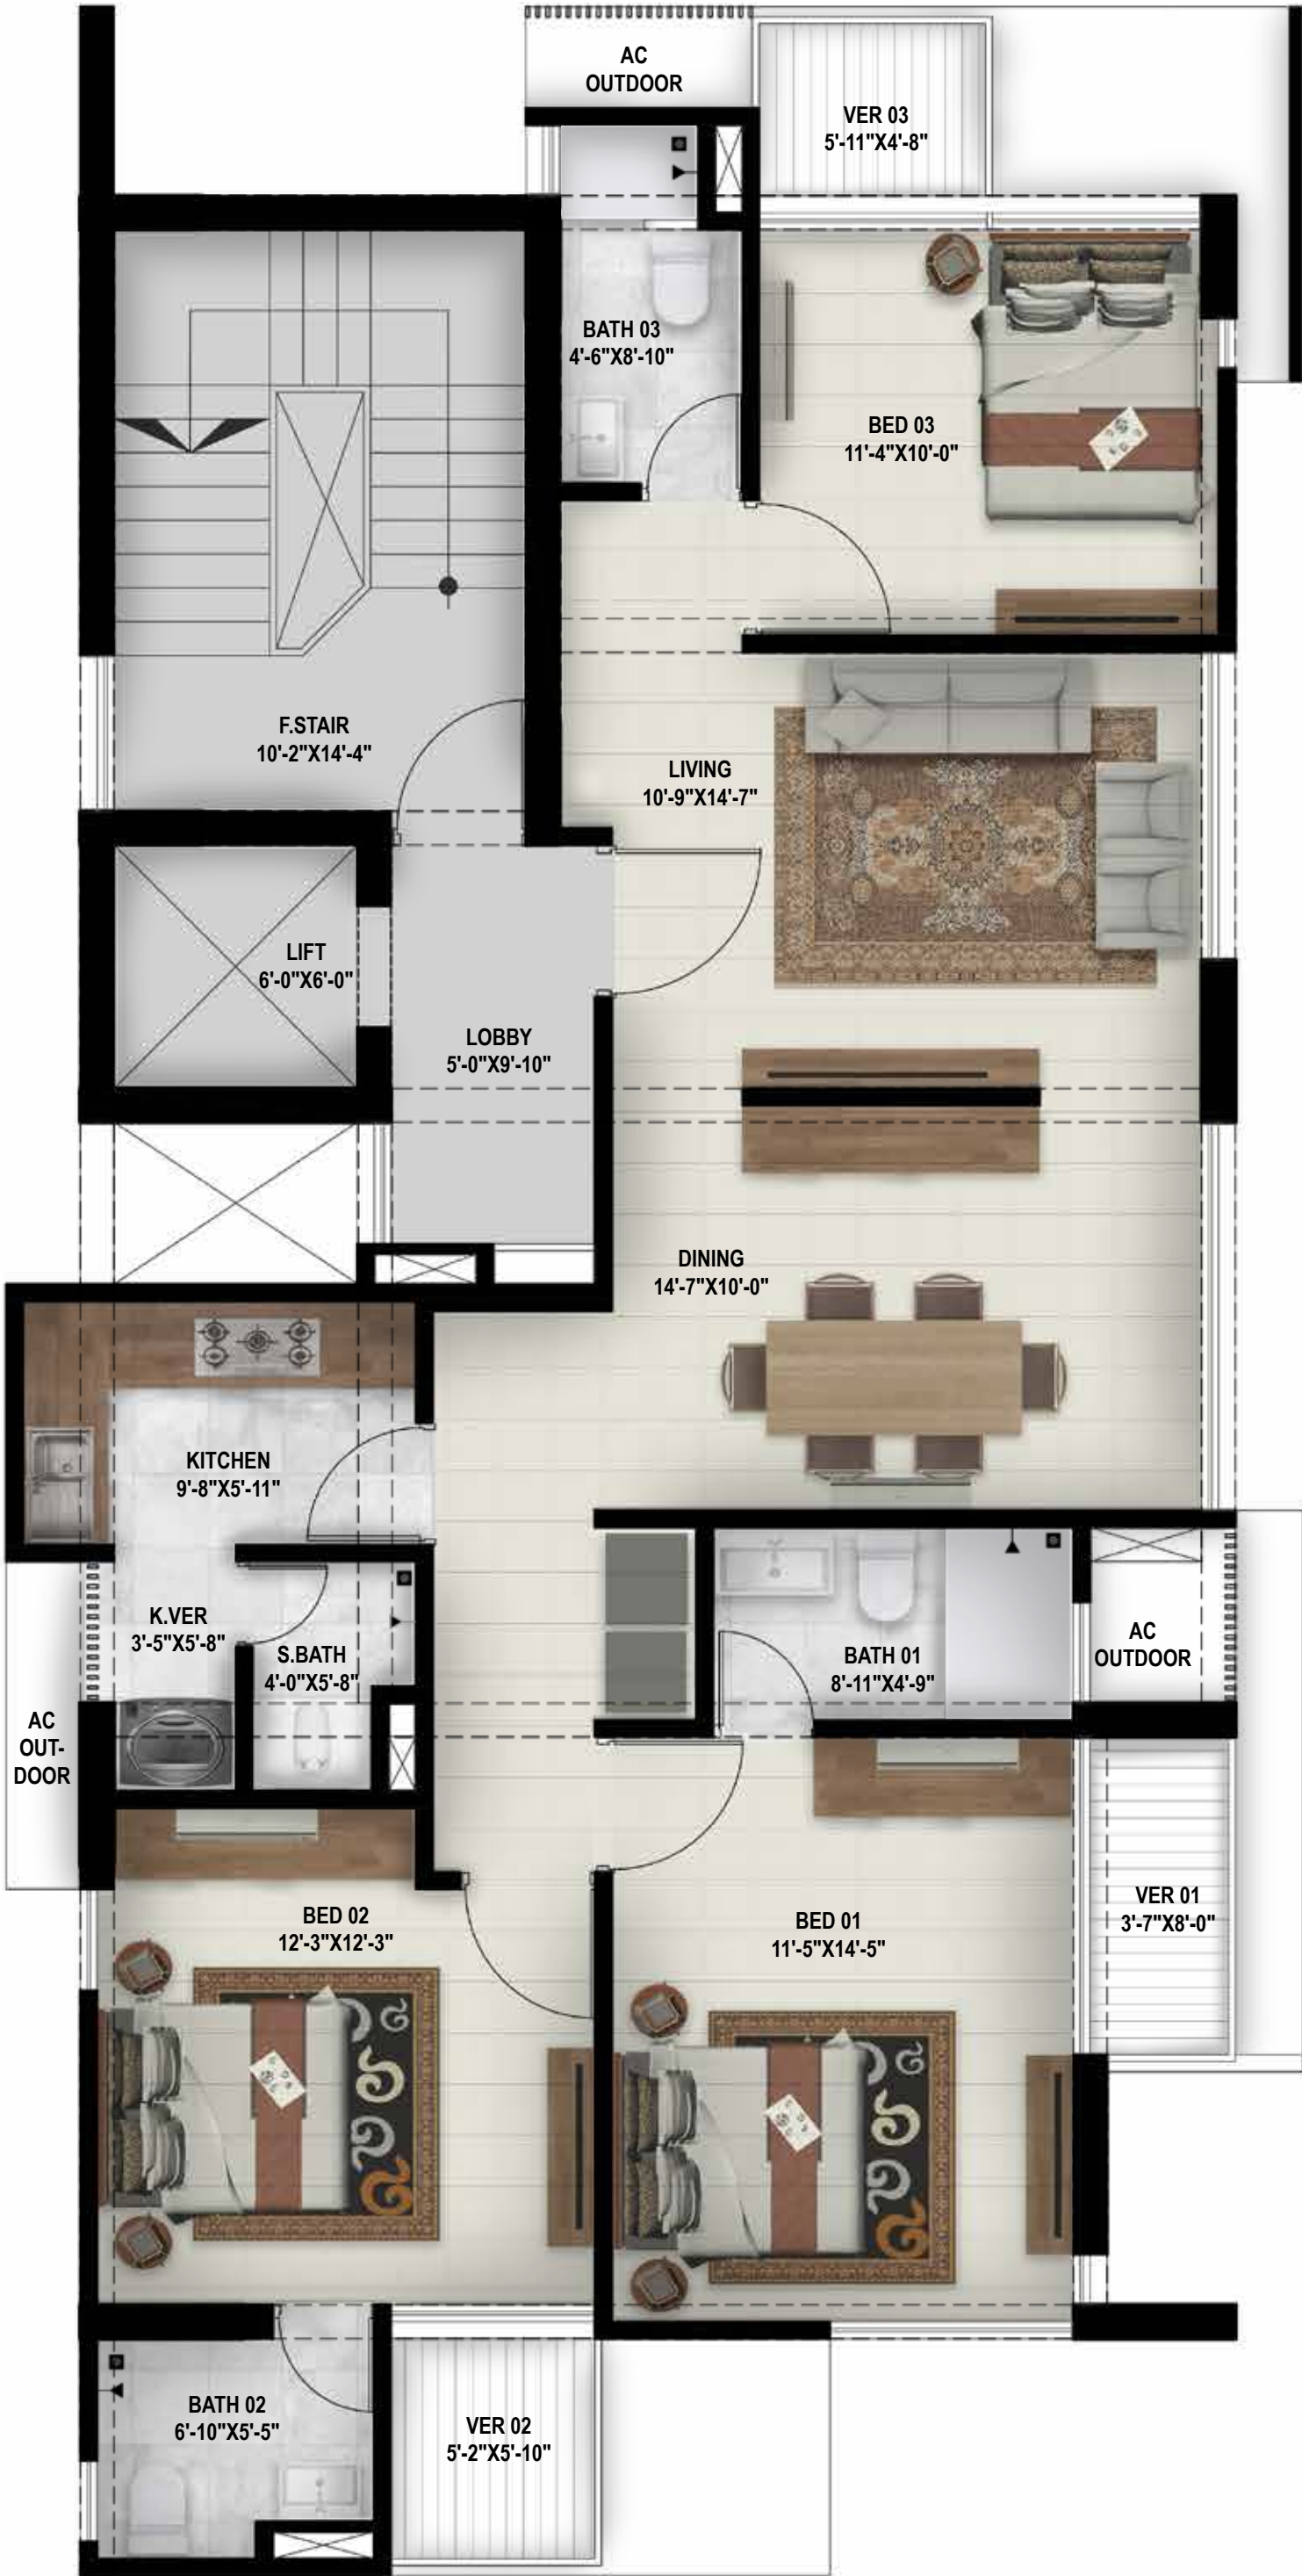 AC
OUTDOOR
VER 03
5'-11"X4'-8"
BATH 03
4'-6"X8'-10"
BED 03
11'-4"X10'-0"
F.STAIR
10'-2"X14'-4"
LIVING
10'-9"X14'-7"
LIFT
6'-0"X6'-0"
LOBBY
5'-0"X9'-10"
DINING
14'-7"X10'-0"
KITCHEN
9'-8"X5'-11"
K.VER
3'-5"X5'-8"
S.BATH
4'-0"X5'-8"
BATH 01
8'-11"X4'-9"
AC
OUTDOOR
AC
OUT-
DOOR
BED 02
12'-3"X12'-3"
BED 01
11'-5"X14'-5"
VER 01
3'-7"X8'-0"
BATH 02
6'-10"X5'-5"
VER 02
5'-2"X5'-10"